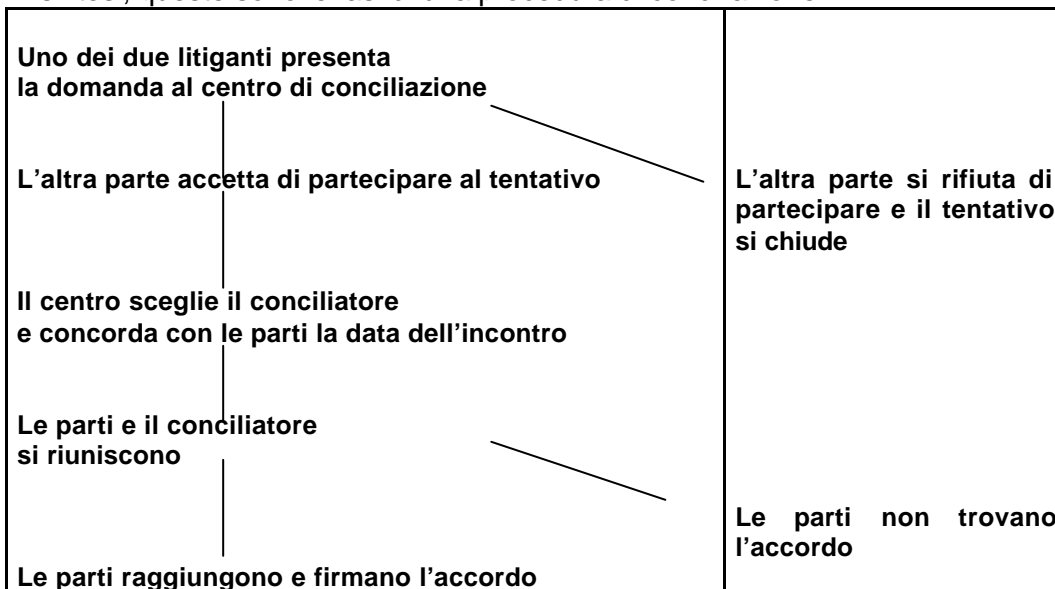 Uno dei due litiganti presenta
la domanda al centro di conciliazione
L'altra parte accetta di partecipare al tentativo
L'altra parte si rifiuta di
partecipare e il tentativo
si chiude
Il centro sceglie il conciliatore
e concorda con le parti la data dell'incontro
Le parti e il conciliatore
si riuniscono
Le parti non trovano
l'accordo
Le parti raggiungono e firmano l'accordo